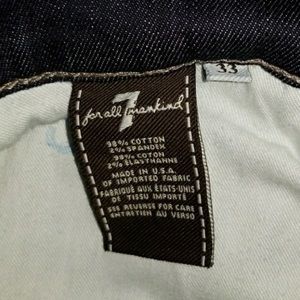 33
7
for all mankind
98% COTTON
2% SPANDEX
98% COTON
2% ÉLASTHANNE
MADE IN U.S.A.
OF IMPORTED FABRIC
FABRIQUÉ AUX ÉTATS-UNIS
DE TISSU IMPORTÉ
SEE REVERSE FOR CARE
ENTRETIEN AU VERSO